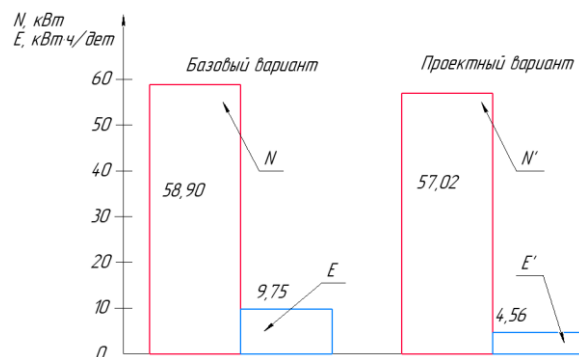 N, кВт
E, кВт·ч/дет
Базовый вариант
Проектный вариант
60
50
40
30
20
10
0
N
58,90
E
9,75
N'
57,02
E'
4,56